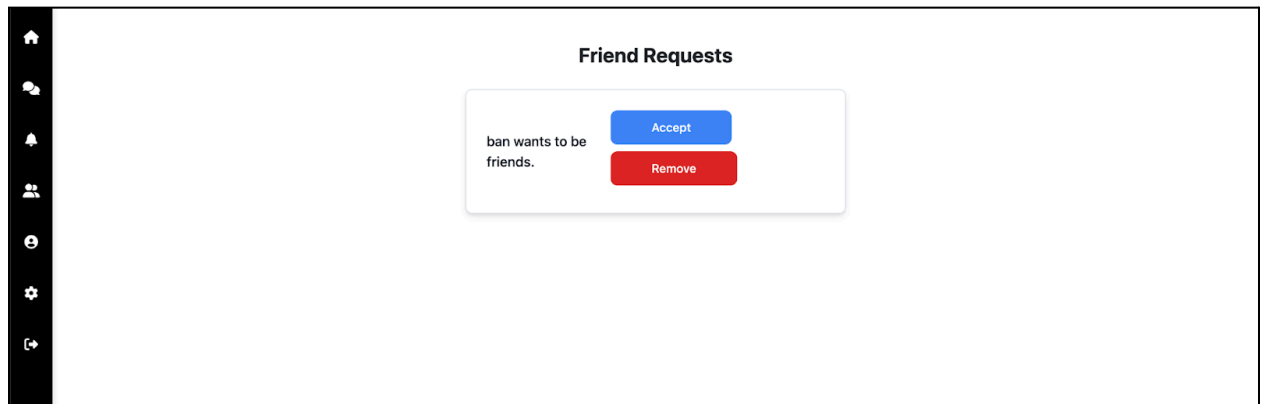 Friend Requests
ban wants to be
friends.
Accept
Remove